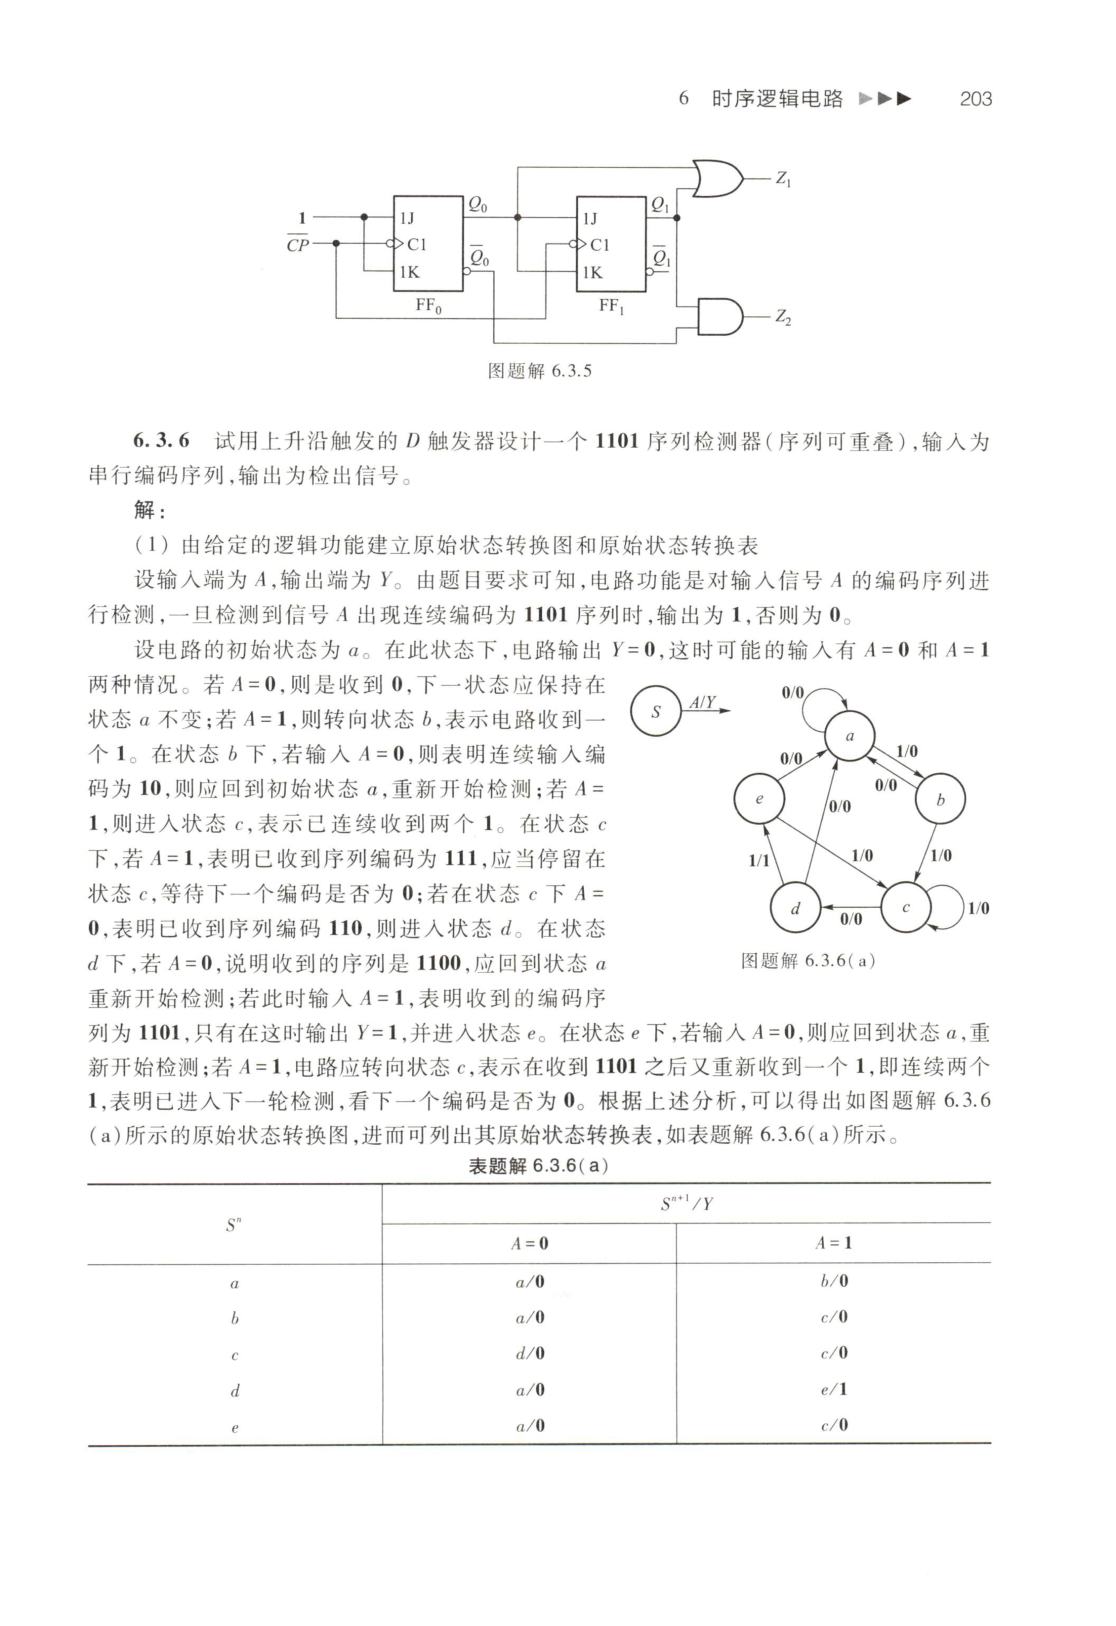 6 时序逻辑电路 ▶▶▶ 203
1
CP̅
1J
C1
1K
FF₀
Q₀
Q̅₀
1J
C1
1K
FF₁
Q₁
Q̅₁
Z₁
Z₂
图题解 6.3.5
6.3.6 试用上升沿触发的 D 触发器设计一个 1101 序列检测器(序列可重叠),输入为
串行编码序列,输出为检出信号。
解:
(1) 由给定的逻辑功能建立原始状态转换图和原始状态转换表
设输入端为 A,输出端为 Y。由题目要求可知,电路功能是对输入信号 A 的编码序列进
行检测,一旦检测到信号 A 出现连续编码为 1101 序列时,输出为 1,否则为 0。
设电路的初始状态为 a。在此状态下,电路输出 Y=0,这时可能的输入有 A=0 和 A=1
两种情况。若 A=0,则是收到 0,下一状态应保持在
状态 a 不变;若 A=1,则转向状态 b,表示电路收到一
个 1。在状态 b 下,若输入 A=0,则表明连续输入编
码为 10,则应回到初始状态 a,重新开始检测;若 A=
1,则进入状态 c,表示已连续收到两个 1。在状态 c
下,若 A=1,表明已收到序列编码为 111,应当停留在
状态 c,等待下一个编码是否为 0;若在状态 c 下 A=
0,表明已收到序列编码 110,则进入状态 d。在状态
d 下,若 A=0,说明收到的序列是 1100,应回到状态 a
重新开始检测;若此时输入 A=1,表明收到的编码序
S
A/Y
0/0
a
1/0
0/0
0/0
e
b
0/0
1/1
1/0
1/0
d
0/0
c
1/0
图题解 6.3.6(a)
列为 1101,只有在这时输出 Y=1,并进入状态 e。在状态 e 下,若输入 A=0,则应回到状态 a,重
新开始检测;若 A=1,电路应转向状态 c,表示在收到 1101 之后又重新收到一个 1,即连续两个
1,表明已进入下一轮检测,看下一个编码是否为 0。根据上述分析,可以得出如图题解 6.3.6
(a)所示的原始状态转换图,进而可列出其原始状态转换表,如表题解 6.3.6(a)所示。
表题解 6.3.6(a)
Sⁿ
Sⁿ⁺¹/Y
A=0 A=1
a a/0 b/0
b a/0 c/0
c d/0 c/0
d a/0 e/1
e a/0 c/0